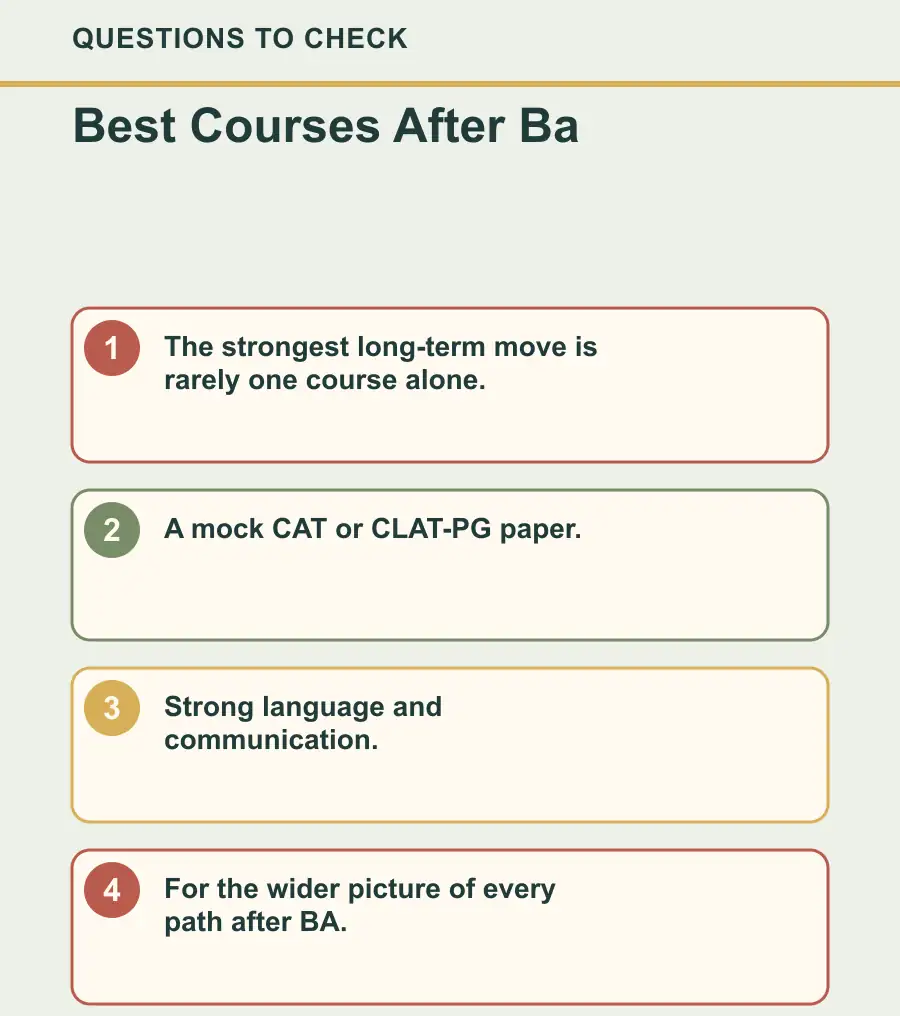 QUESTIONS TO CHECK
Best Courses After Ba
1
The strongest long-term move is
rarely one course alone.
2
A mock CAT or CLAT-PG paper.
3
Strong language and
communication.
4
For the wider picture of every
path after BA.